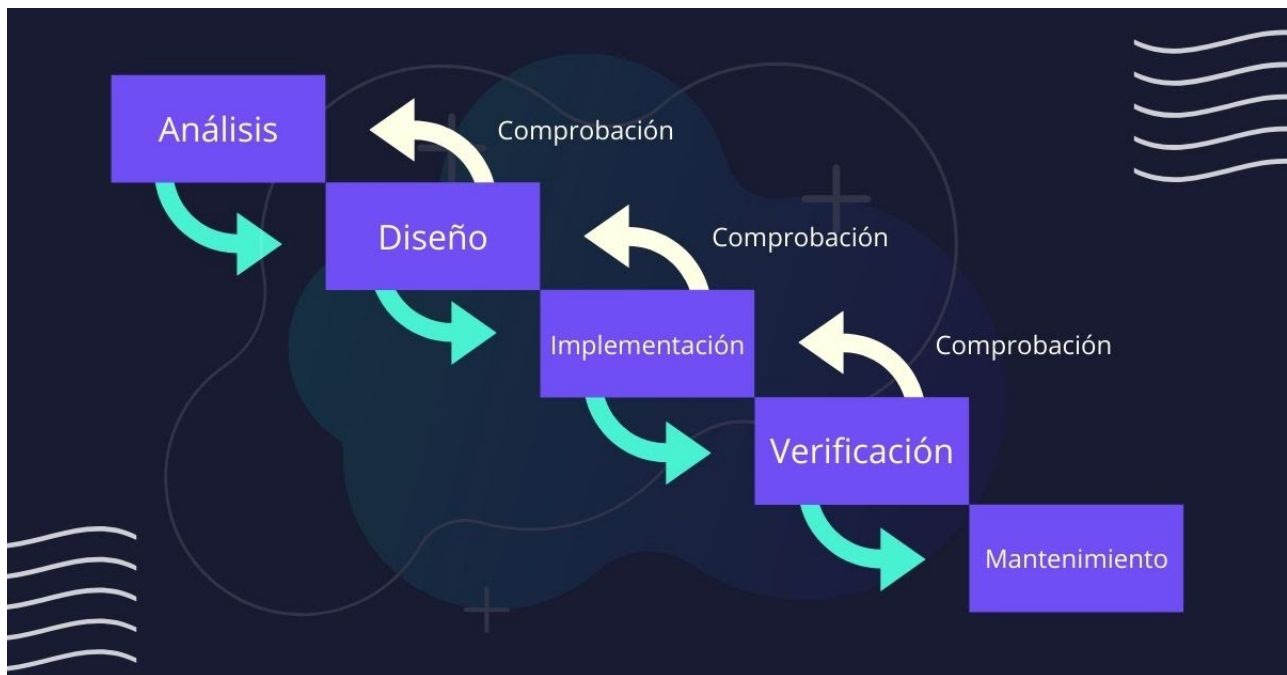 Análisis
Comprobación
Diseño
Comprobación
Implementación
Comprobación
Verificación
Mantenimiento